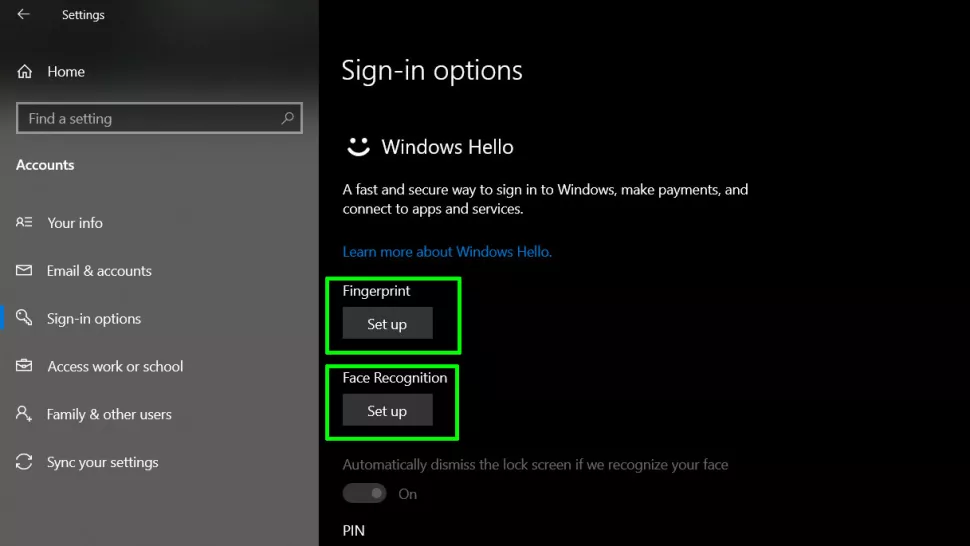 Settings
Home
Find a setting
Accounts
Your info
Email & accounts
Sign-in options
Access work or school
Family & other users
Sync your settings
Sign-in options
Windows Hello
A fast and secure way to sign in to Windows, make payments, and
connect to apps and services.
Learn more about Windows Hello.
Fingerprint
Set up
Face Recognition
Set up
Automatically dismiss the lock screen if we recognize your face
On
PIN